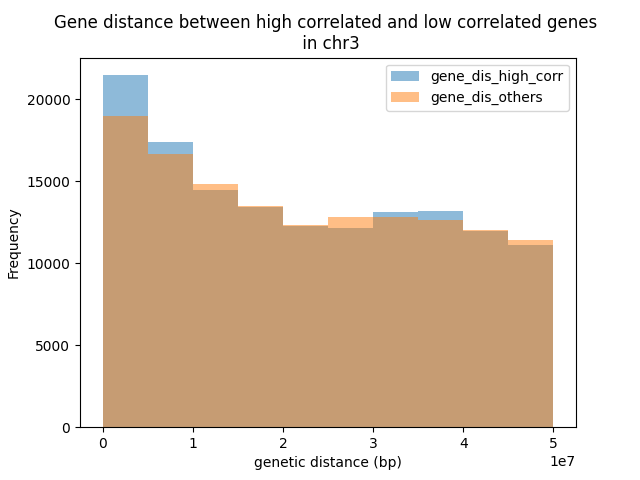 Gene distance between high correlated and low correlated genes
in chr3
gene_dis_high_corr
gene_dis_others
Frequency
20000
15000
10000
5000
0
0 1 2 3 4 5
1e7
genetic distance (bp)